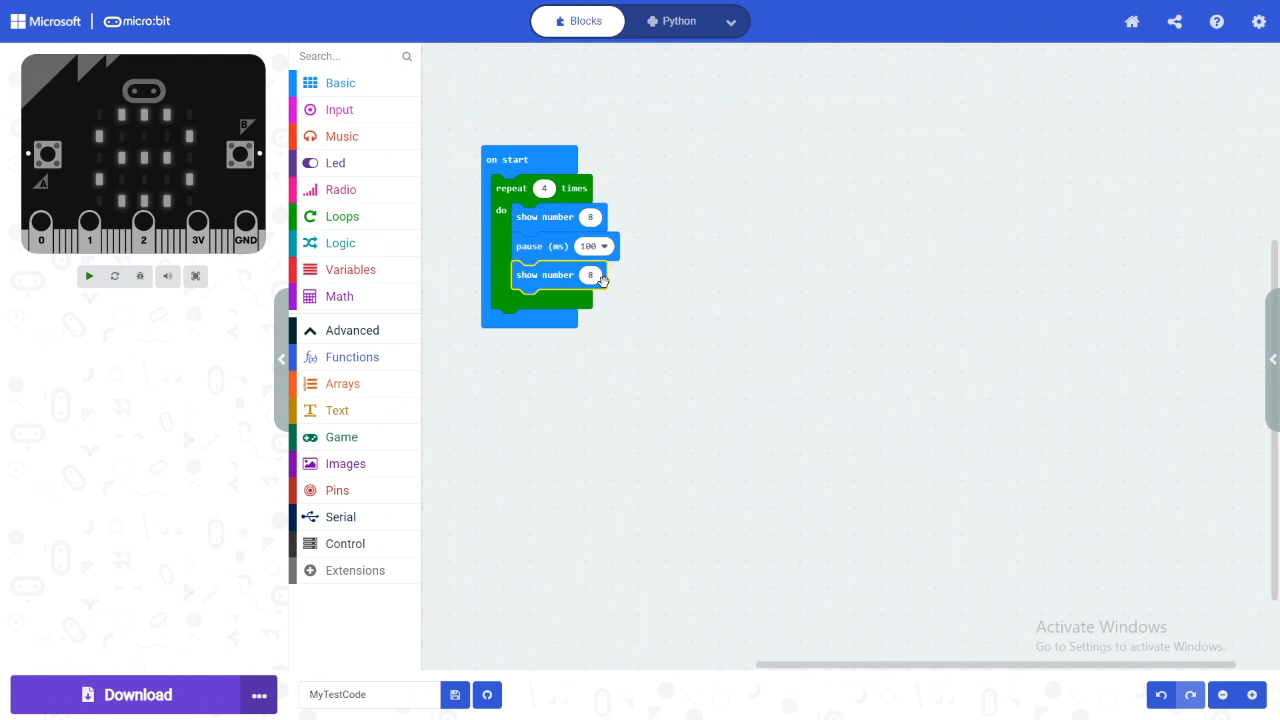 Microsoft
micro:bit
Blocks
Python
Search...
Basic
Input
Music
Led
Radio
Loops
Logic
Variables
Math
Advanced
Functions
Arrays
Text
Game
Images
Pins
Serial
Control
Extensions
B
A
0 1 2 3V GND
on start
repeat 4 times
do
show number 8
pause (ms) 100
show number 8
Activate Windows
Go to Settings to activate Windows.
Download
MyTestCode